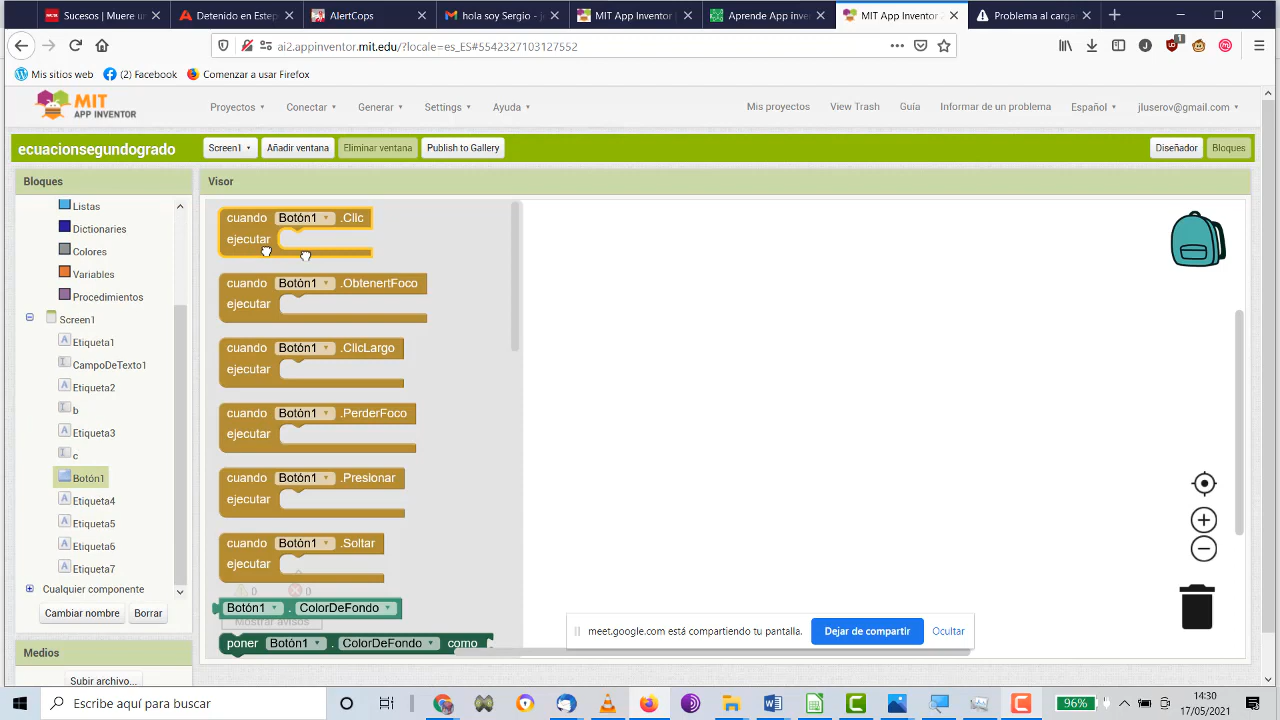 Sucesos | Muere un
Detenido en Estep
AlertCops
hola soy Sergio -
MIT App Inventor
Aprende App Inven
MIT App Inventor
Problema al cargar
ai2.appinventor.mit.edu/?locale=es_ES#5542327103127552
Mis sitios web
(2) Facebook
Comenzar a usar Firefox
MIT
APP INVENTOR
Proyectos
Conectar
Generar
Settings
Ayuda
Mis proyectos
View Trash
Guía
Informar de un problema
Español
jluserov@gmail.com
ecuacionsegundogrado
Screen1
Añadir ventana
Eliminar ventana
Publish to Gallery
Diseñador
Bloques
Bloques
Visor
Listas
Dictionaries
Colores
Variables
Procedimientos
Screen1
Etiqueta1
CampoDeTexto1
Etiqueta2
b
Etiqueta3
c
Botón1
Etiqueta4
Etiqueta5
Etiqueta6
Etiqueta7
Cualquier componente
Cambiar nombre
Borrar
Medios
Subir archivo...
cuando Botón1 .Clic
ejecutar
cuando Botón1 .ObtenertFoco
ejecutar
cuando Botón1 .ClicLargo
ejecutar
cuando Botón1 .PerderFoco
ejecutar
cuando Botón1 .Presionar
ejecutar
cuando Botón1 .Soltar
ejecutar
0 0
Botón1 . ColorDeFondo
Mostrar avisos
poner Botón1 . ColorDeFondo como
meet.google.com está compartiendo tu pantalla.
Dejar de compartir
Ocultar
Escribe aquí para buscar
96%
14:30
17/05/2021